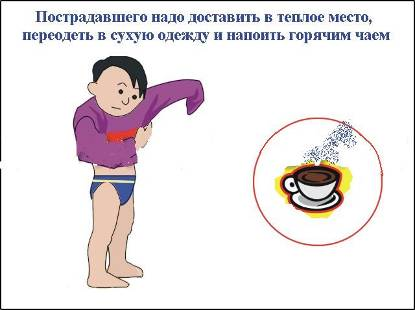 Пострадавшего надо доставить в теплое место,
переодеть в сухую одежду и напоить горячим чаем